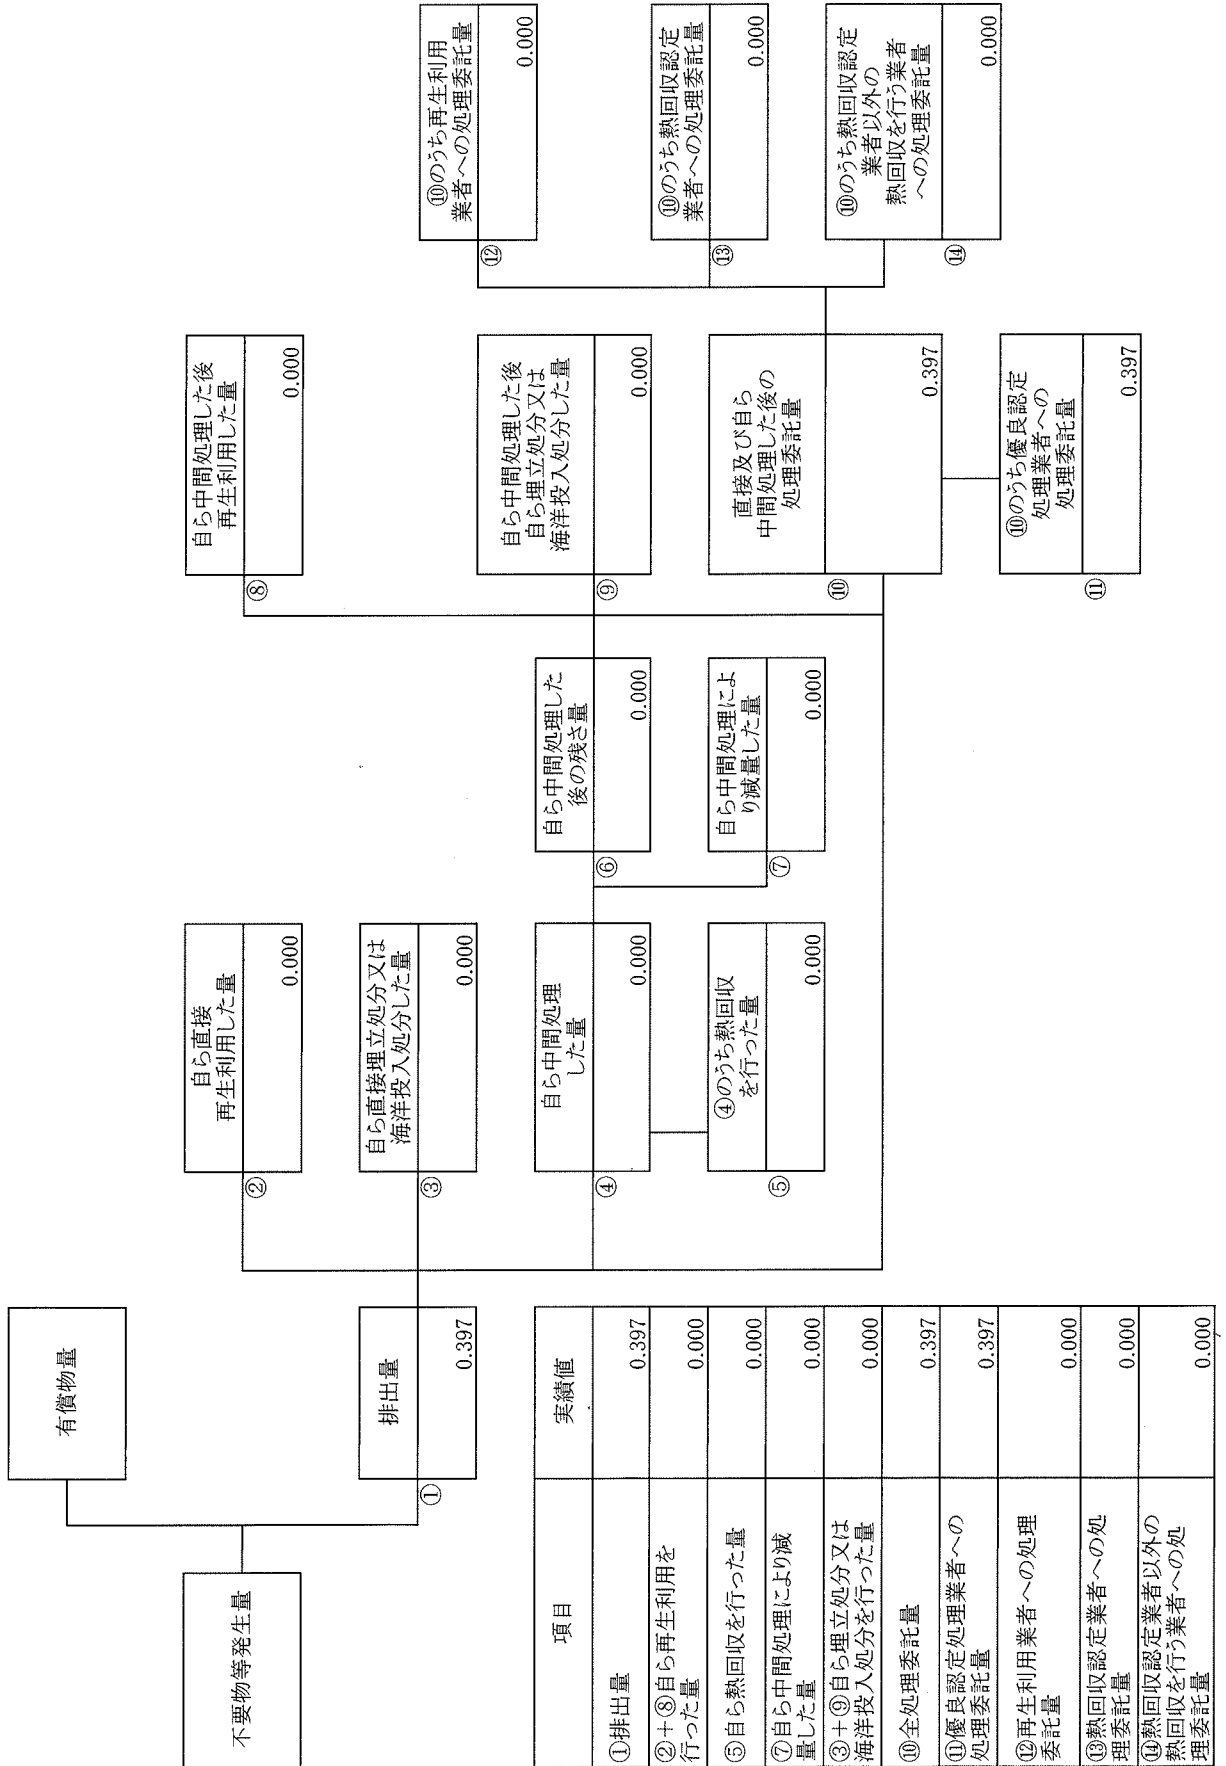 不要物等発生量
有償物量
排出量
①
0.397
自ら直接
再生利用した量
②
0.000
自ら直接埋立処分又は
海洋投入処分した量
③
0.000
自ら中間処理
した量
④
0.000
④のうち熱回収
を行った量
⑤
0.000
自ら中間処理した
後の残さ量
⑥
0.000
自ら中間処理によ
り減量した量
⑦
0.000
自ら中間処理した後
再生利用した量
⑧
0.000
自ら中間処理した後
自ら埋立処分又は
海洋投入処分した量
⑨
0.000
直接及び自ら
中間処理した後の
処理委託量
⑩
0.397
⑩のうち優良認定
処理業者への
処理委託量
⑪
0.397
⑩のうち再生利用
業者への処理委託量
⑫
0.000
⑩のうち熱回収認定
業者への処理委託量
⑬
0.000
⑩のうち熱回収認定
業者以外の
熱回収を行う業者
への処理委託量
⑭
0.000
項目 実績値
①排出量 0.397
②+⑧自ら再生利用を
行った量 0.000
⑤自ら熱回収を行った量 0.000
⑦自ら中間処理により減
量した量 0.000
③+⑨自ら埋立処分又は
海洋投入処分を行った量 0.000
⑩全処理委託量 0.397
⑪優良認定処理業者への
処理委託量 0.397
⑫再生利用業者への処理
委託量 0.000
⑬熱回収認定業者への処
理委託量 0.000
⑭熱回収認定業者以外の
熱回収を行う業者への処
理委託量 0.000